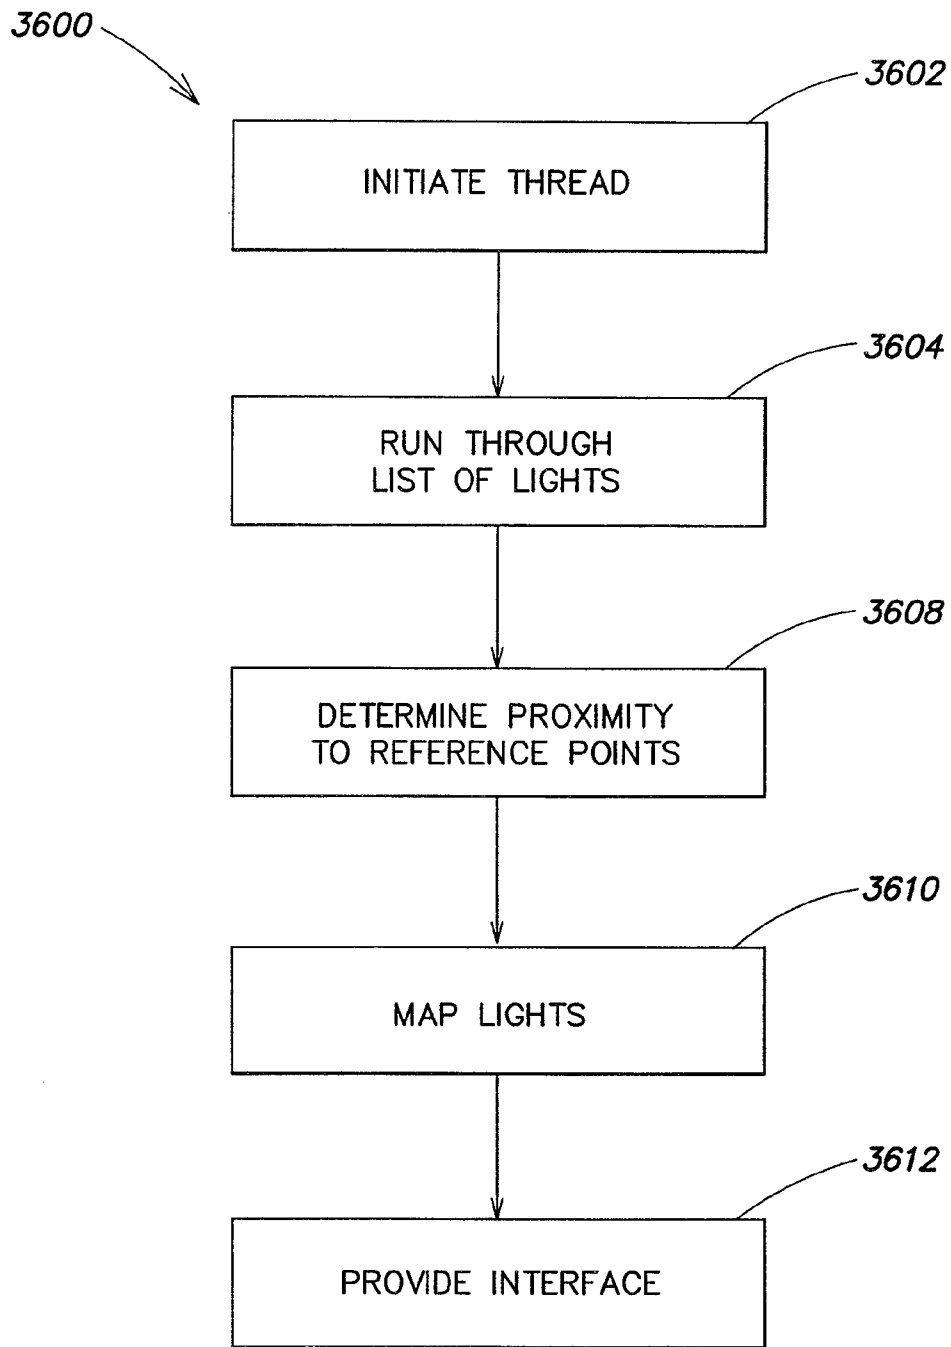 3600
3602
INITIATE THREAD
3604
RUN THROUGH
LIST OF LIGHTS
3608
DETERMINE PROXIMITY
TO REFERENCE POINTS
3610
MAP LIGHTS
3612
PROVIDE INTERFACE